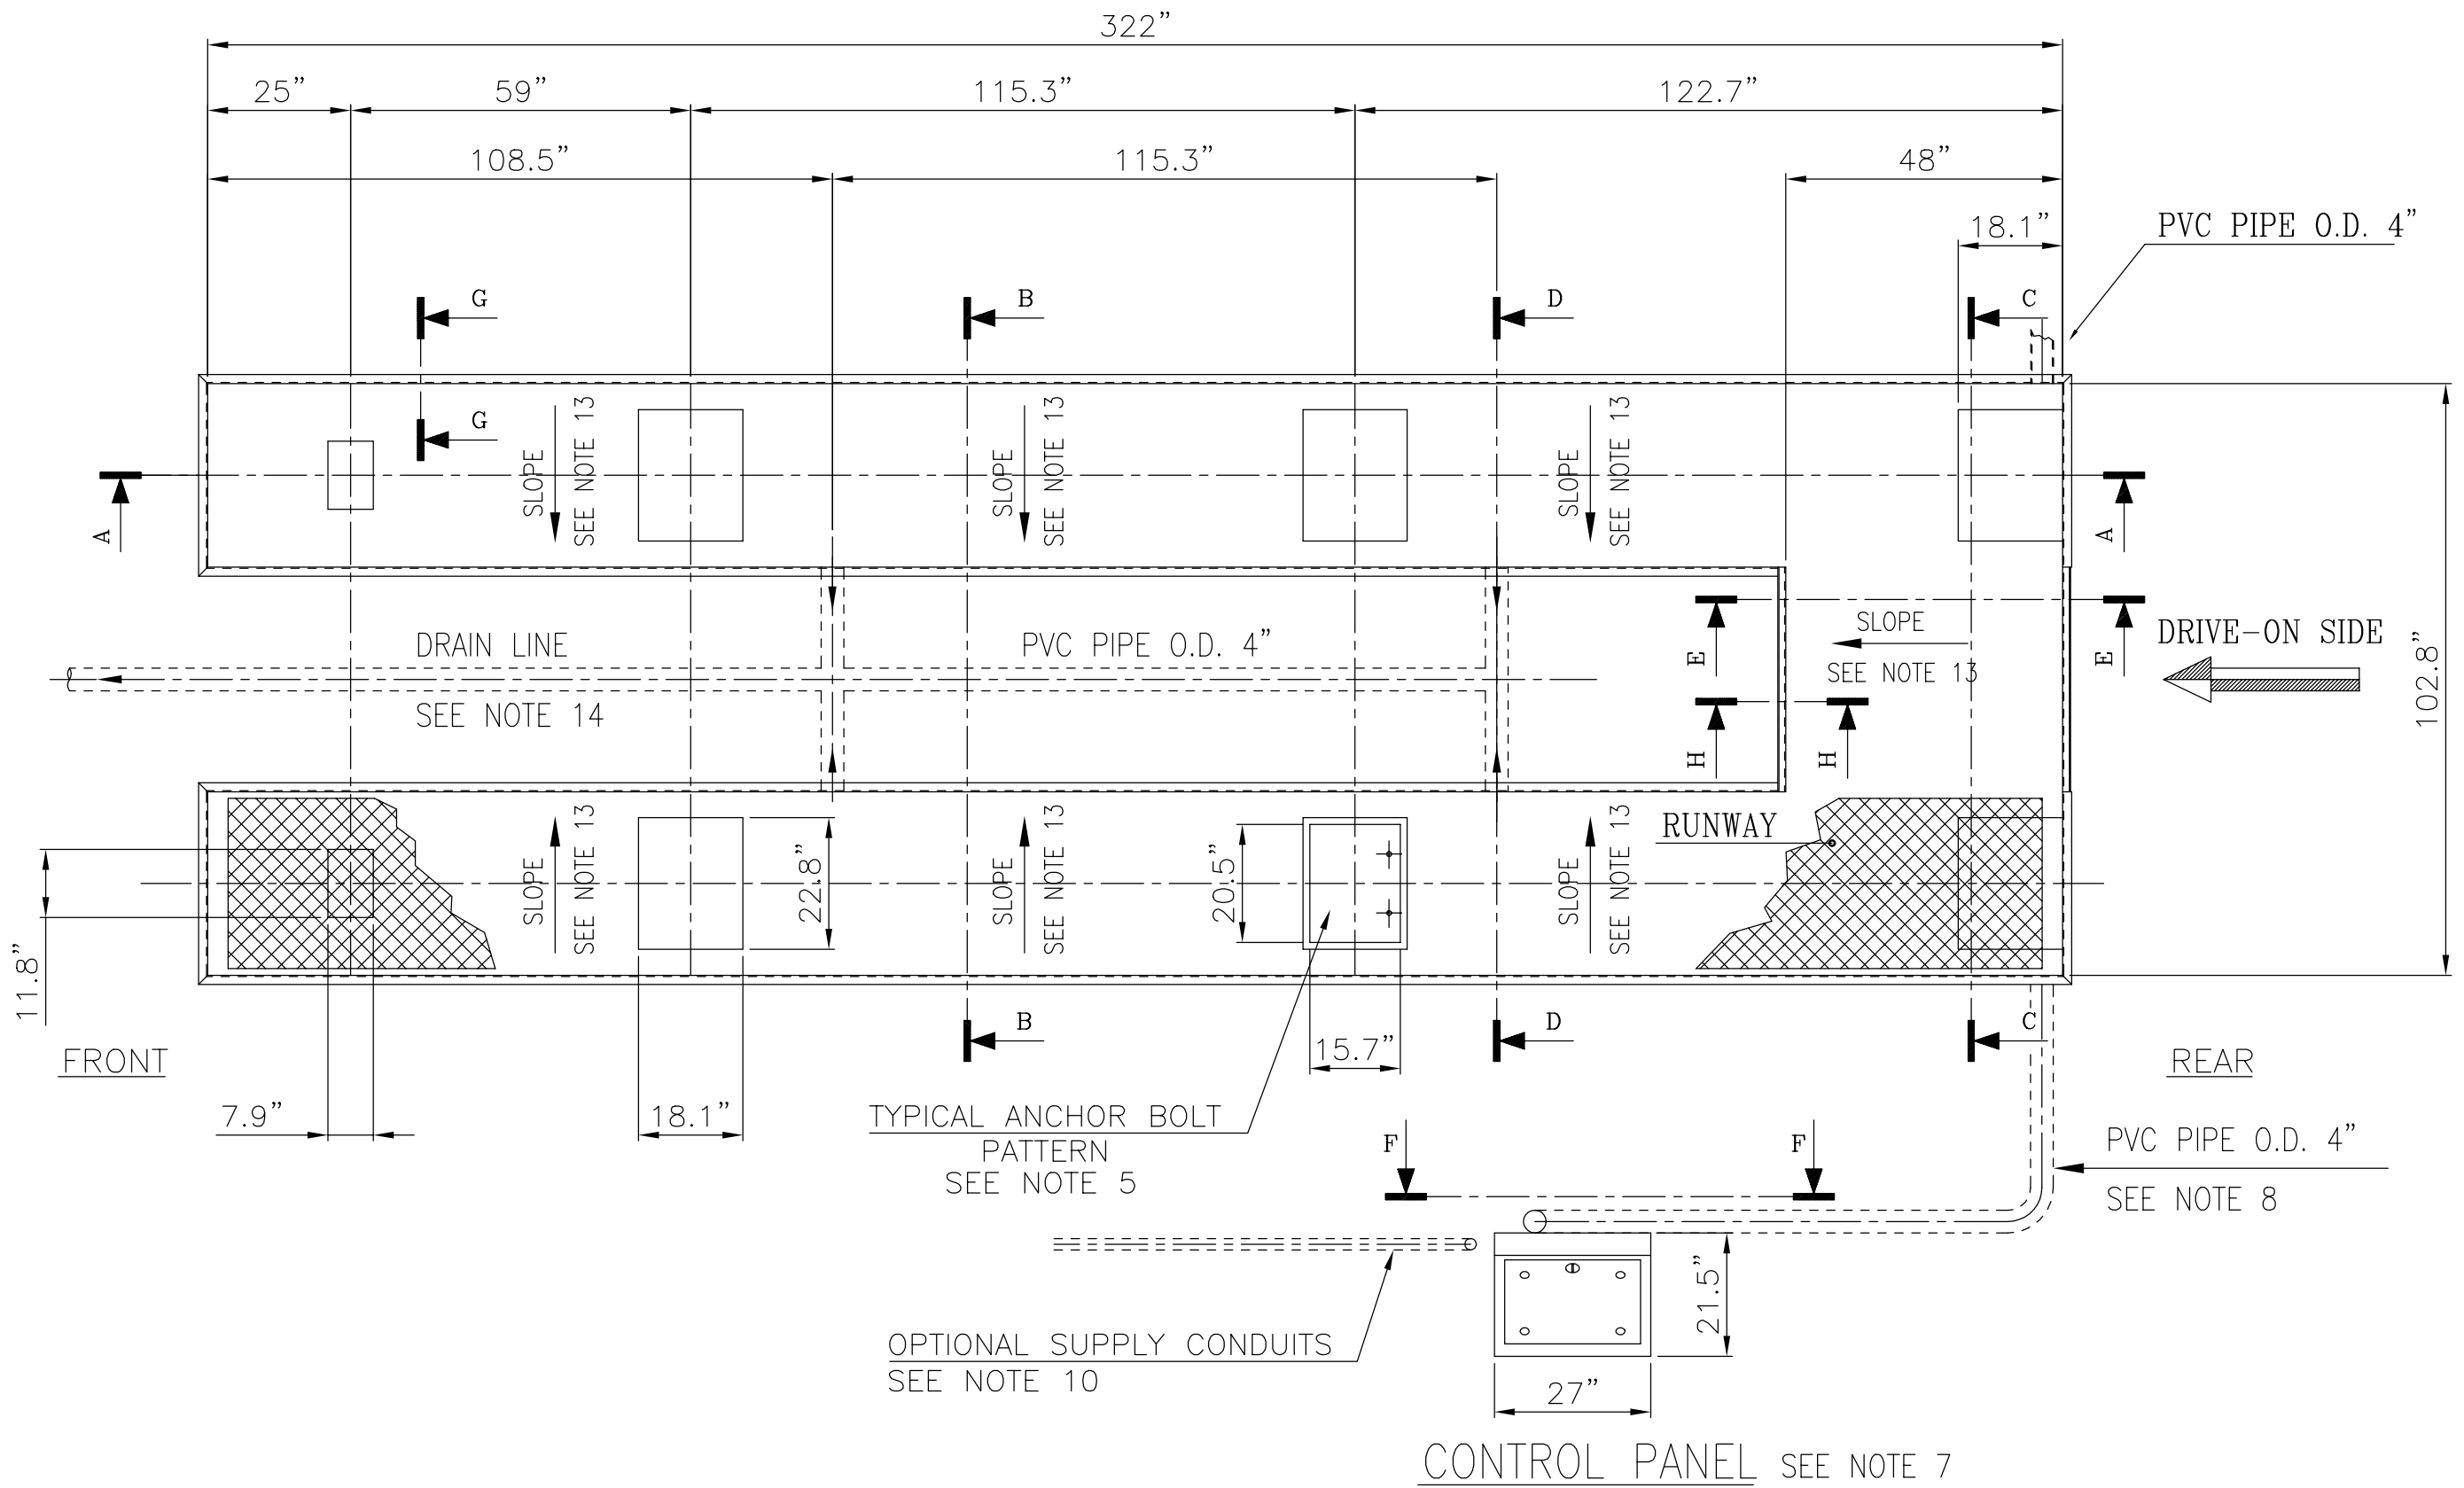 322”
25”
59”
115.3”
122.7”
108.5”
115.3”
48”
18.1”
PVC PIPE O.D. 4”
G
B
D
C
G
A
SLOPE
SEE NOTE 13
SLOPE
SEE NOTE 13
SLOPE
SEE NOTE 13
A
DRAIN LINE
SEE NOTE 14
PVC PIPE O.D. 4”
E
H
SLOPE
SEE NOTE 13
H
E
DRIVE-ON SIDE
102.8”
RUNWAY
11.8”
SLOPE
SEE NOTE 13
22.8”
SLOPE
SEE NOTE 13
20.5”
SLOPE
SEE NOTE 13
B
D
C
FRONT
15.7”
REAR
7.9”
18.1”
TYPICAL ANCHOR BOLT
PATTERN
SEE NOTE 5
F
F
PVC PIPE O.D. 4”
SEE NOTE 8
OPTIONAL SUPPLY CONDUITS
SEE NOTE 10
21.5”
27”
CONTROL PANEL SEE NOTE 7